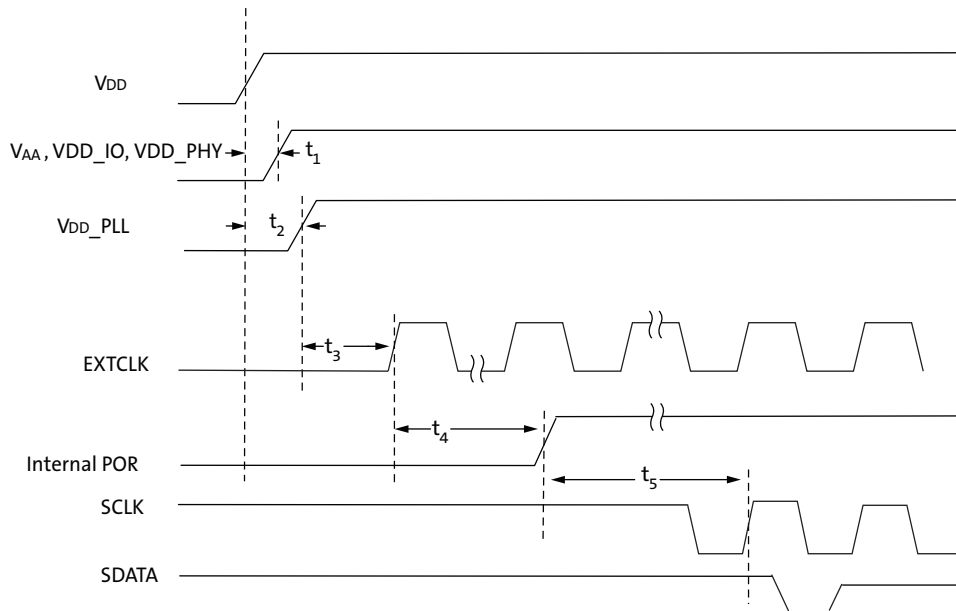 VDD
VAA, VDD_IO, VDD_PHY
t1
VDD_PLL
t2
EXTCLK
t3
Internal POR
t4
SCLK
t5
SDATA